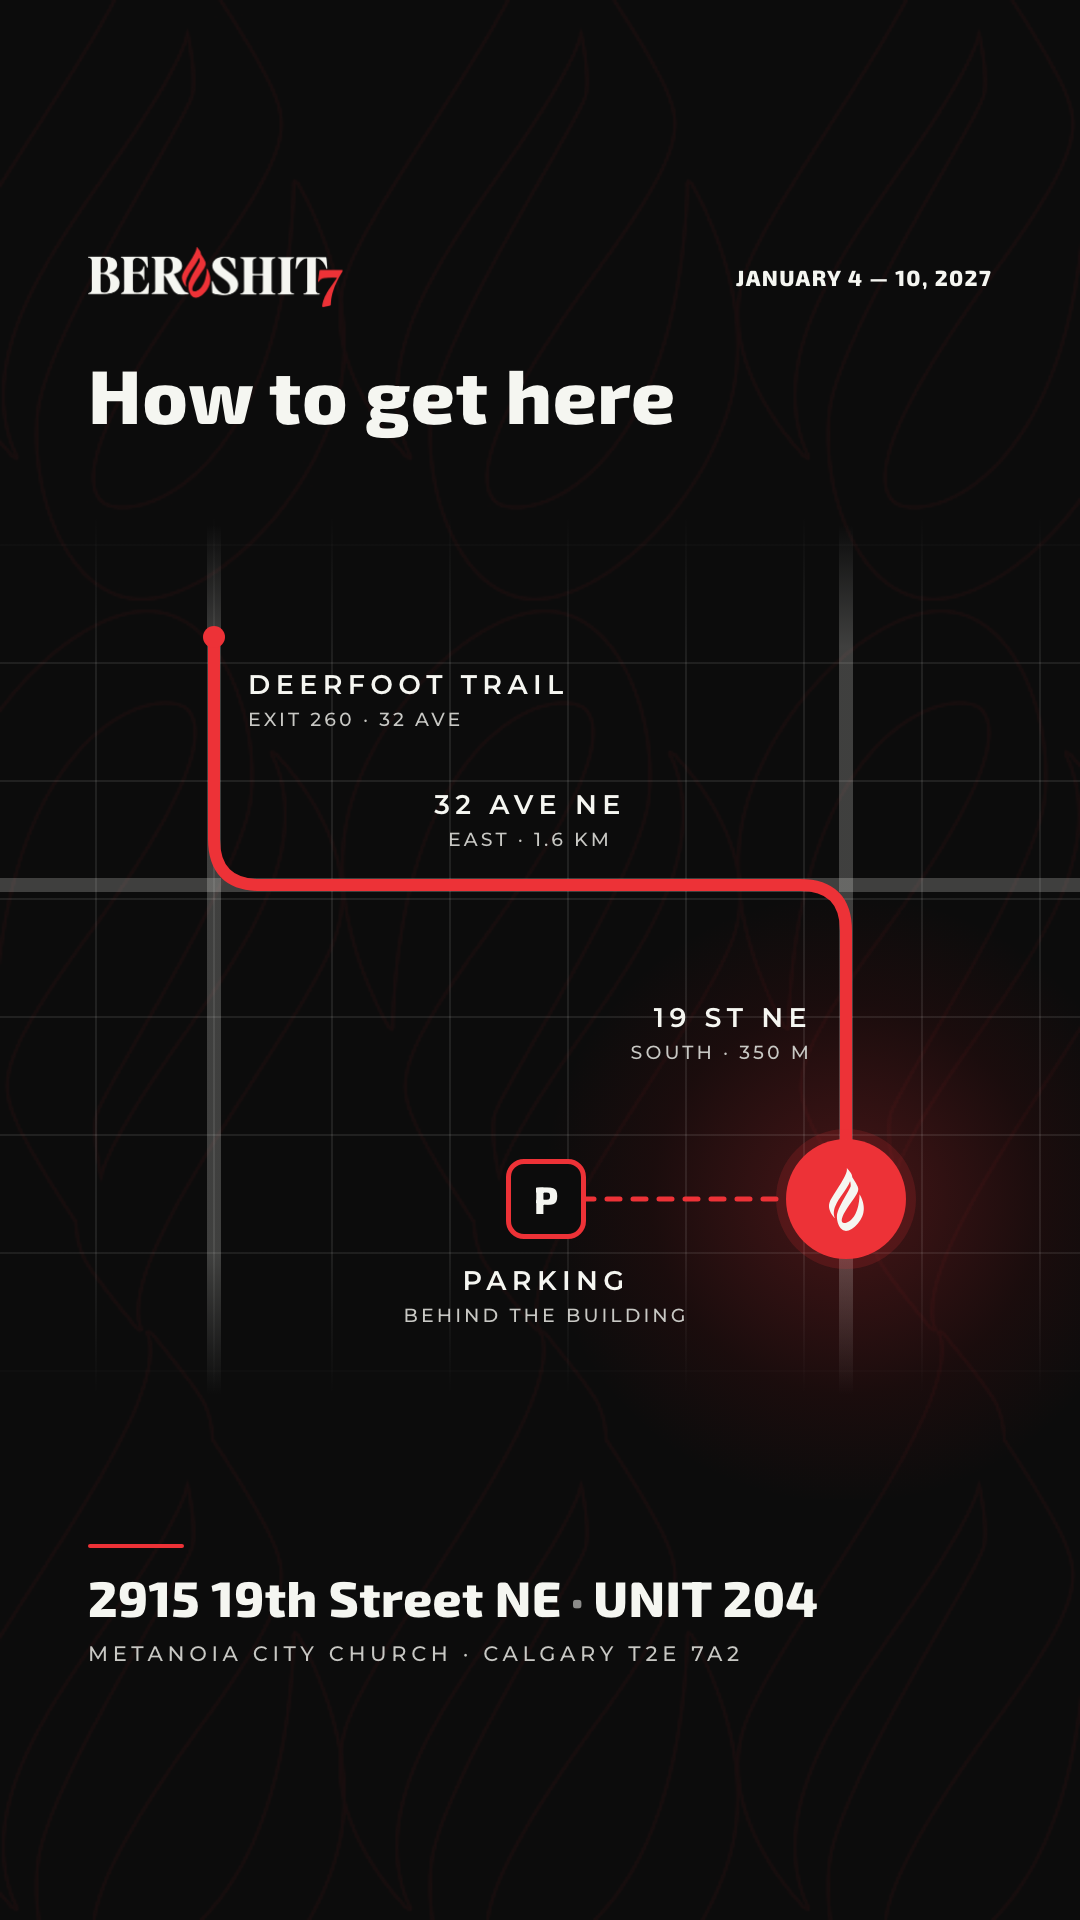 BERSHIT7
JANUARY 4 — 10, 2027
How to get here
DEERFOOT TRAIL
EXIT 260 · 32 AVE
32 AVE NE
EAST · 1.6 KM
19 ST NE
SOUTH · 350 M
P
PARKING
BEHIND THE BUILDING
2915 19th Street NE · UNIT 204
METANOIA CITY CHURCH · CALGARY T2E 7A2